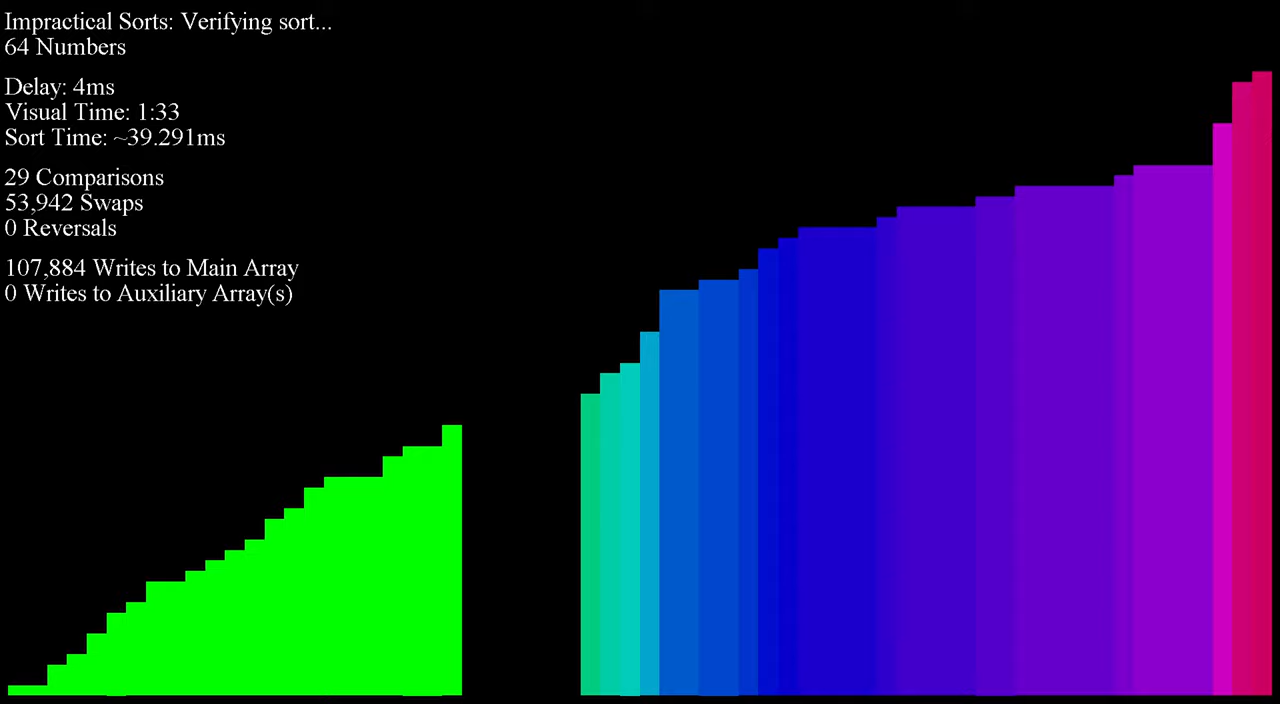 Impractical Sorts: Verifying sort...
64 Numbers
Delay: 4ms
Visual Time: 1:33
Sort Time: ~39.291ms
29 Comparisons
53,942 Swaps
0 Reversals
107,884 Writes to Main Array
0 Writes to Auxiliary Array(s)